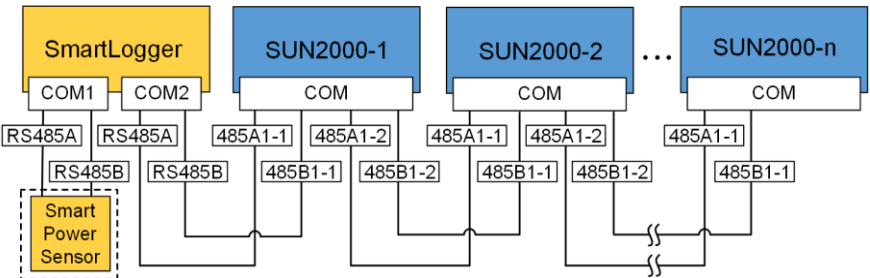 SmartLogger
SUN2000-1
SUN2000-2
...
SUN2000-n
COM1
COM2
COM
COM
COM
RS485A
RS485A
485A1-1
485A1-2
485A1-1
485A1-2
485A1-1
RS485B
RS485B
485B1-1
485B1-2
485B1-1
485B1-2
485B1-1
Smart
Power
Sensor